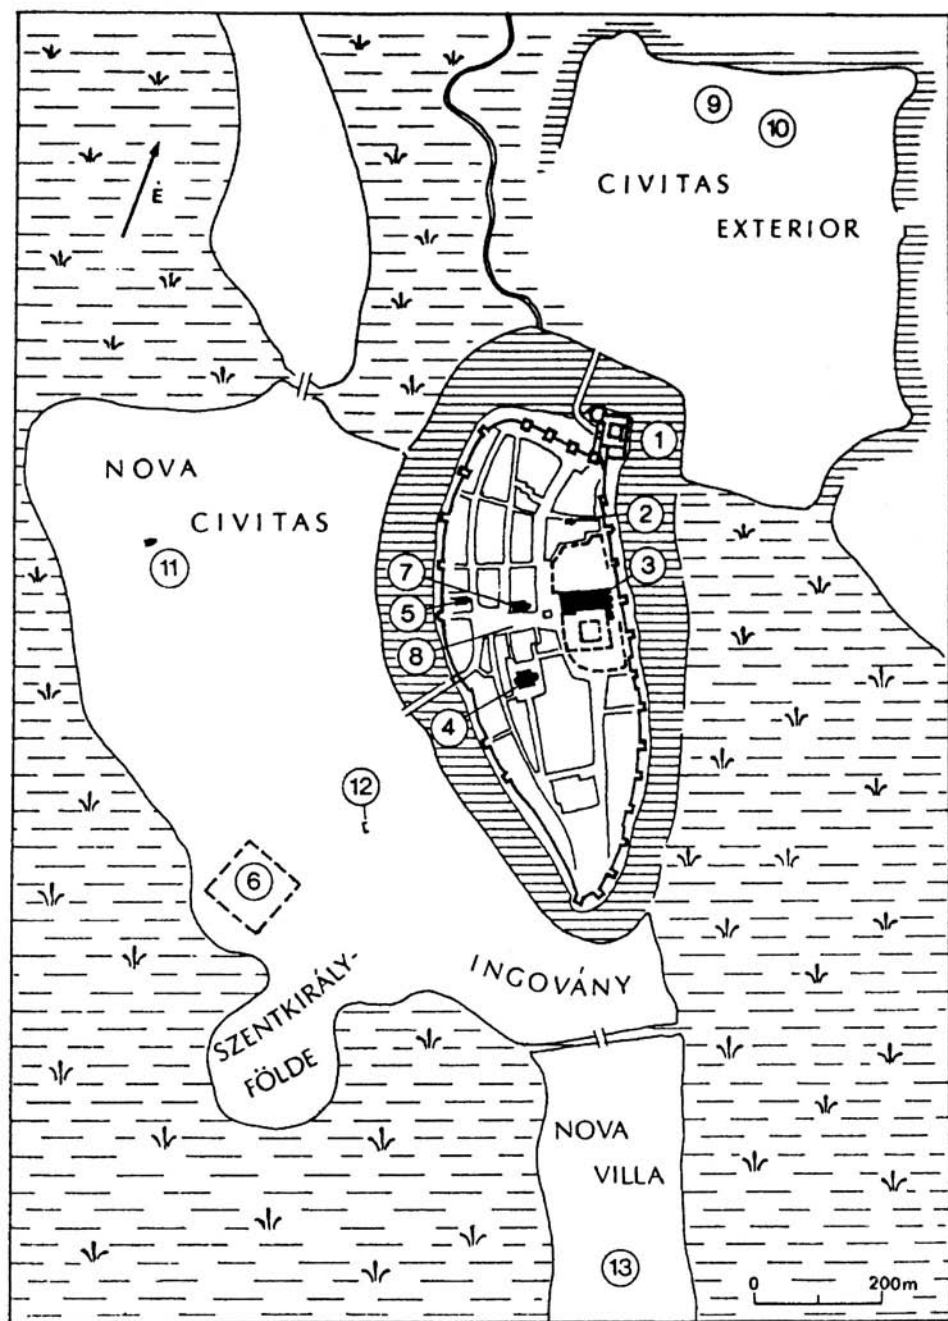 9
10
CIVITAS
EXTERIOR
É
1
NOVA
CIVITAS
2
11
7
3
5
8
4
12
6
INGOVÁNY
SZENTKIRÁLY-
FÖLDE
NOVA
VILLA
13
0 200m